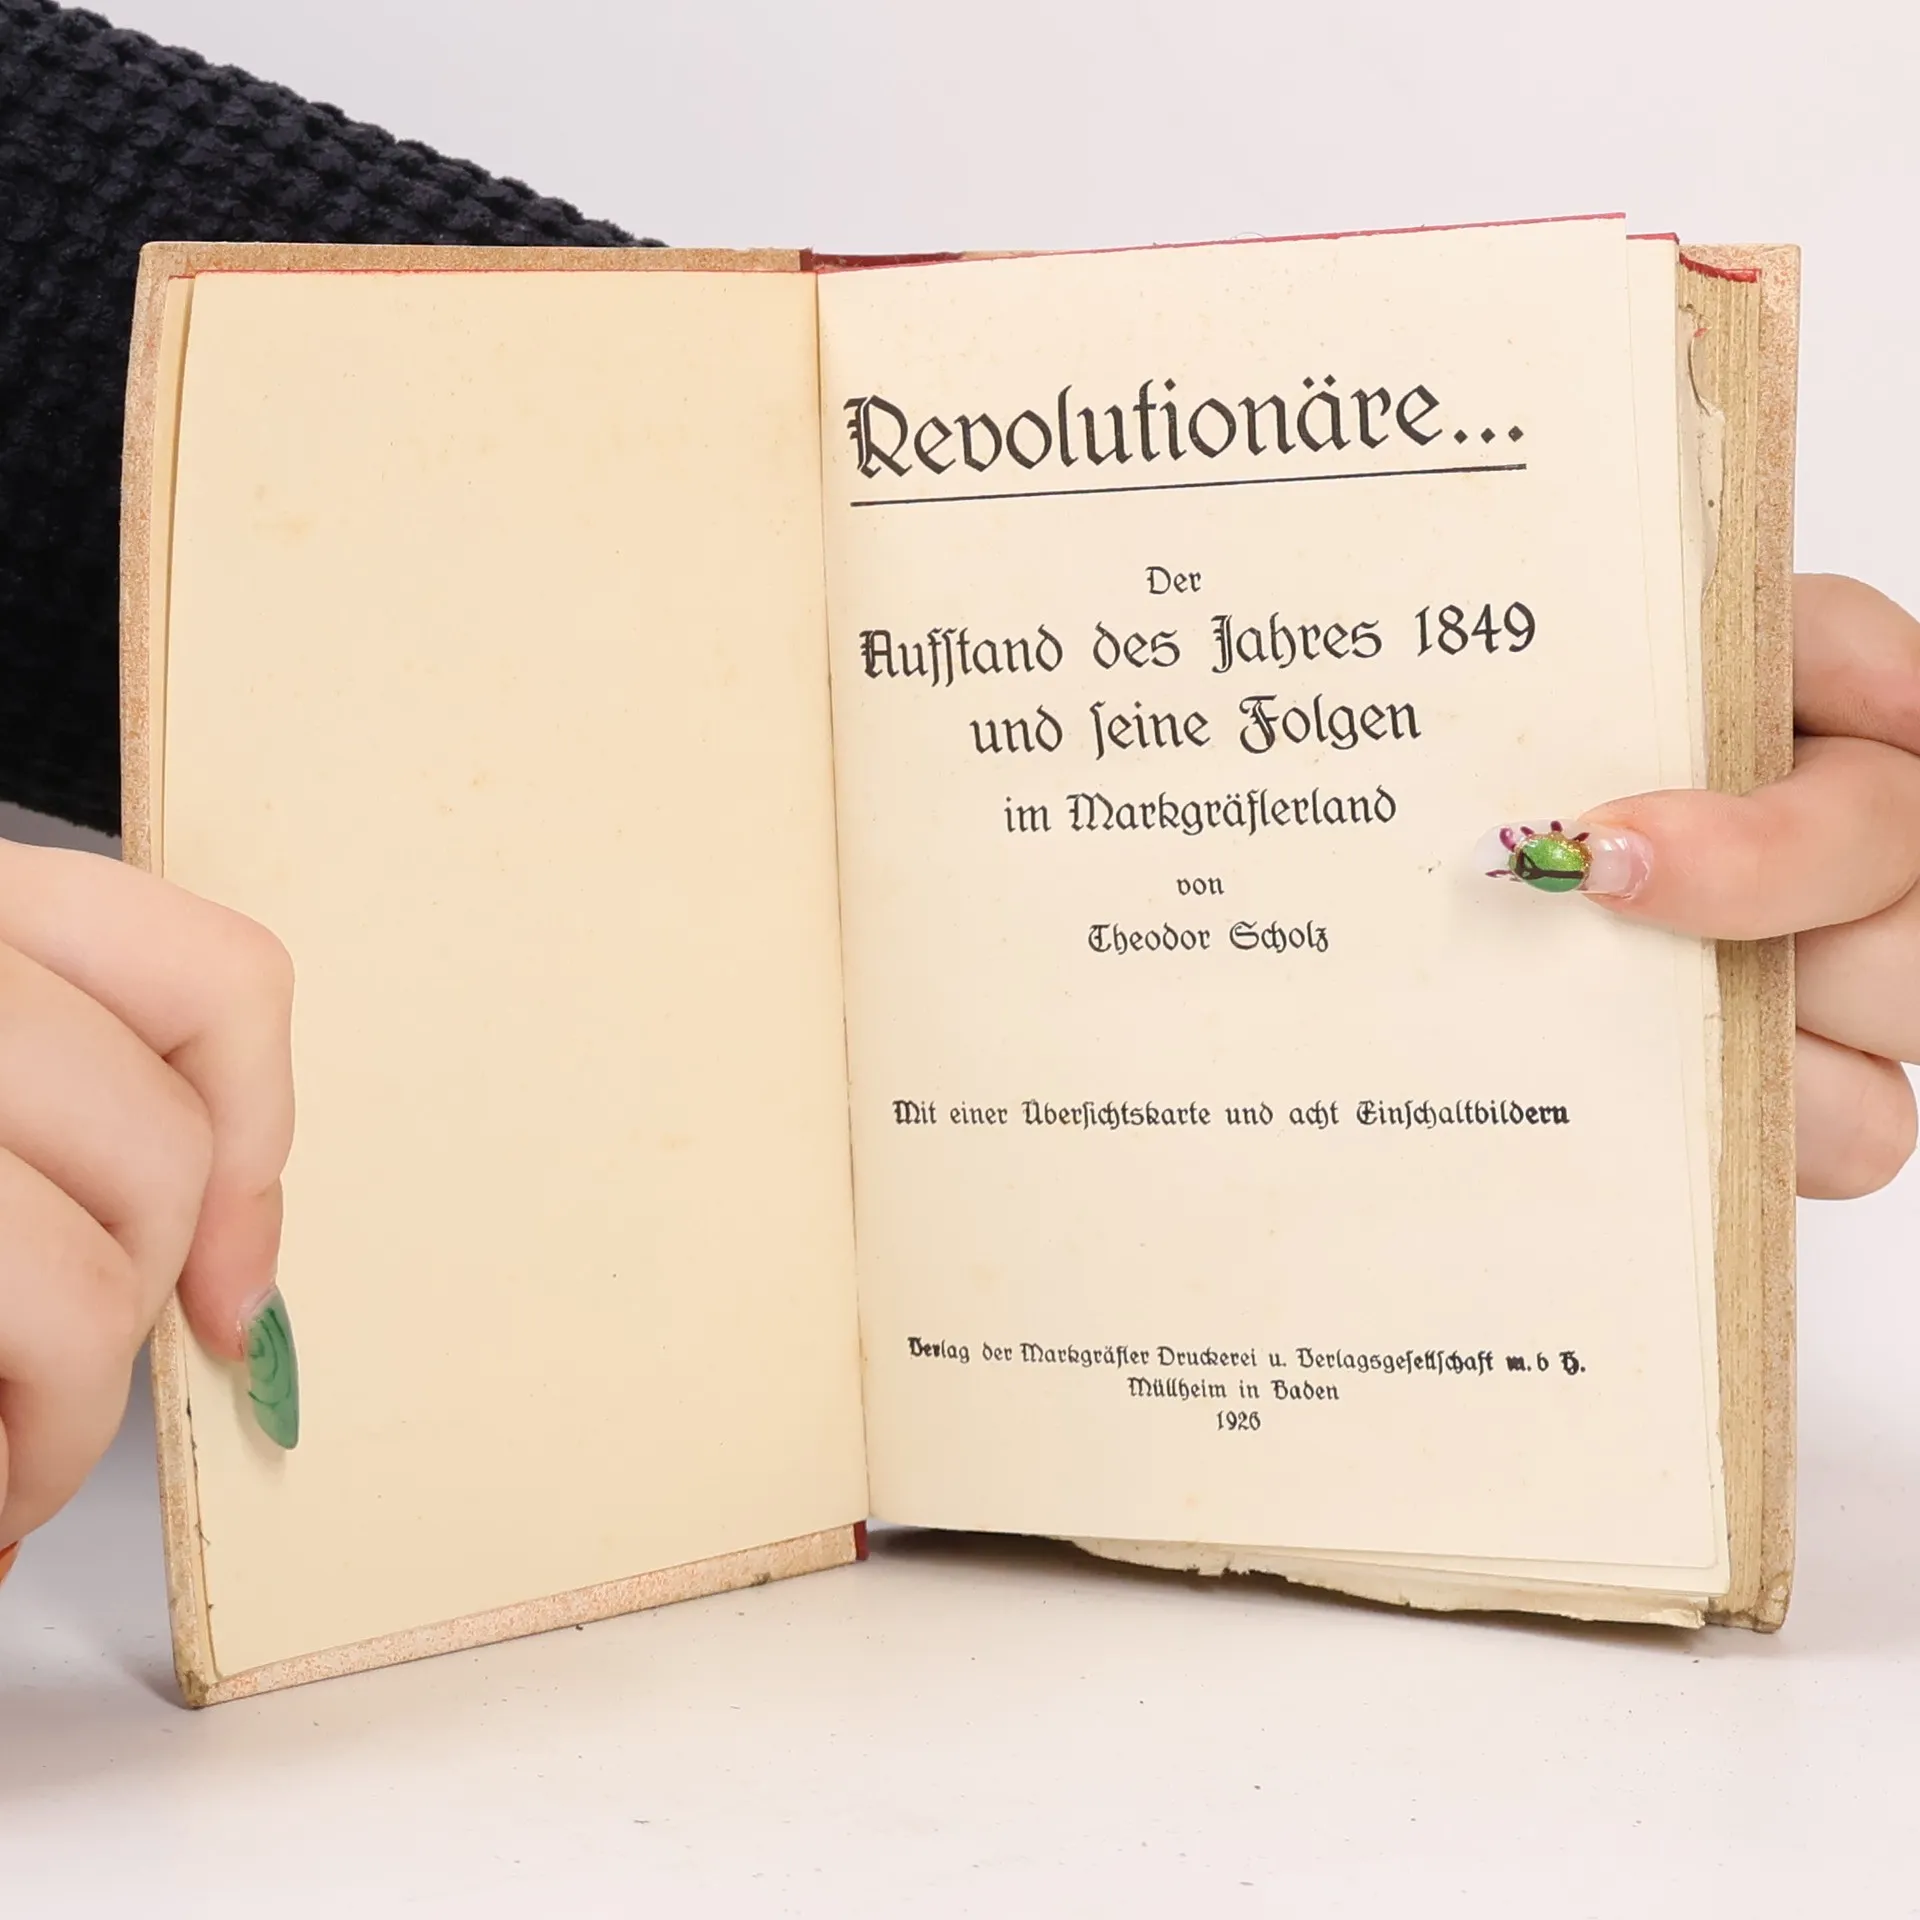 Revolutionäre...
Der
Aufstand des Jahres 1849
und seine Folgen
im Markgräflerland
von
Theodor Scholz
Mit einer Übersichtskarte und acht Einschaltbildern
Verlag der Markgräfler Druckerei u. Verlagsgesellschaft m. b H.
Müllheim in Baden
1926